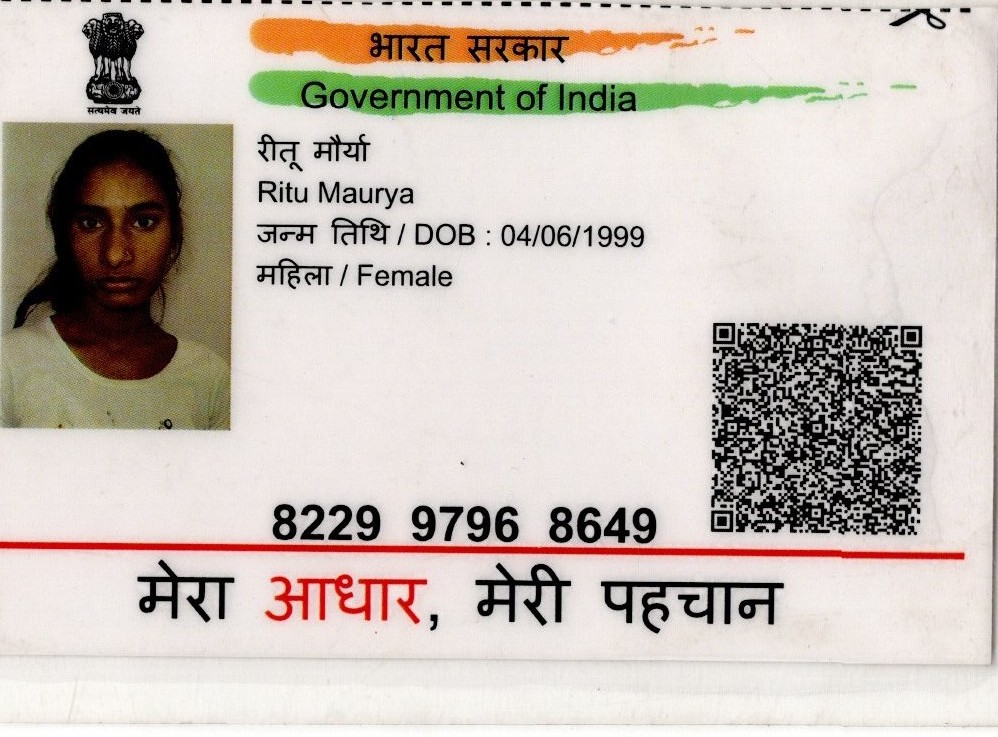 भारत सरकार
Government of India
सत्यमेव जयते
रीतू मौर्या
Ritu Maurya
जन्म तिथि / DOB : 04/06/1999
महिला / Female
8229 9796 8649
मेरा आधार, मेरी पहचान